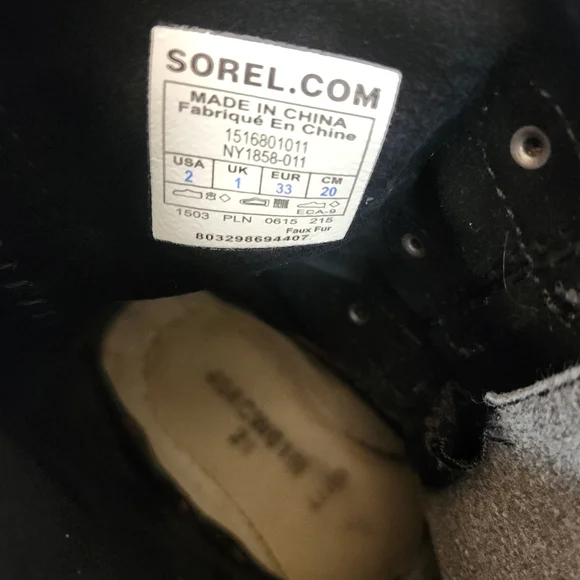 SOREL.COM
MADE IN CHINA
Fabriqué En Chine
1516801011
NY1858-011
USA UK EUR CM
2 1 33 20
ECA-9
1503 PLN 0615 215
Faux Fur
803298694407